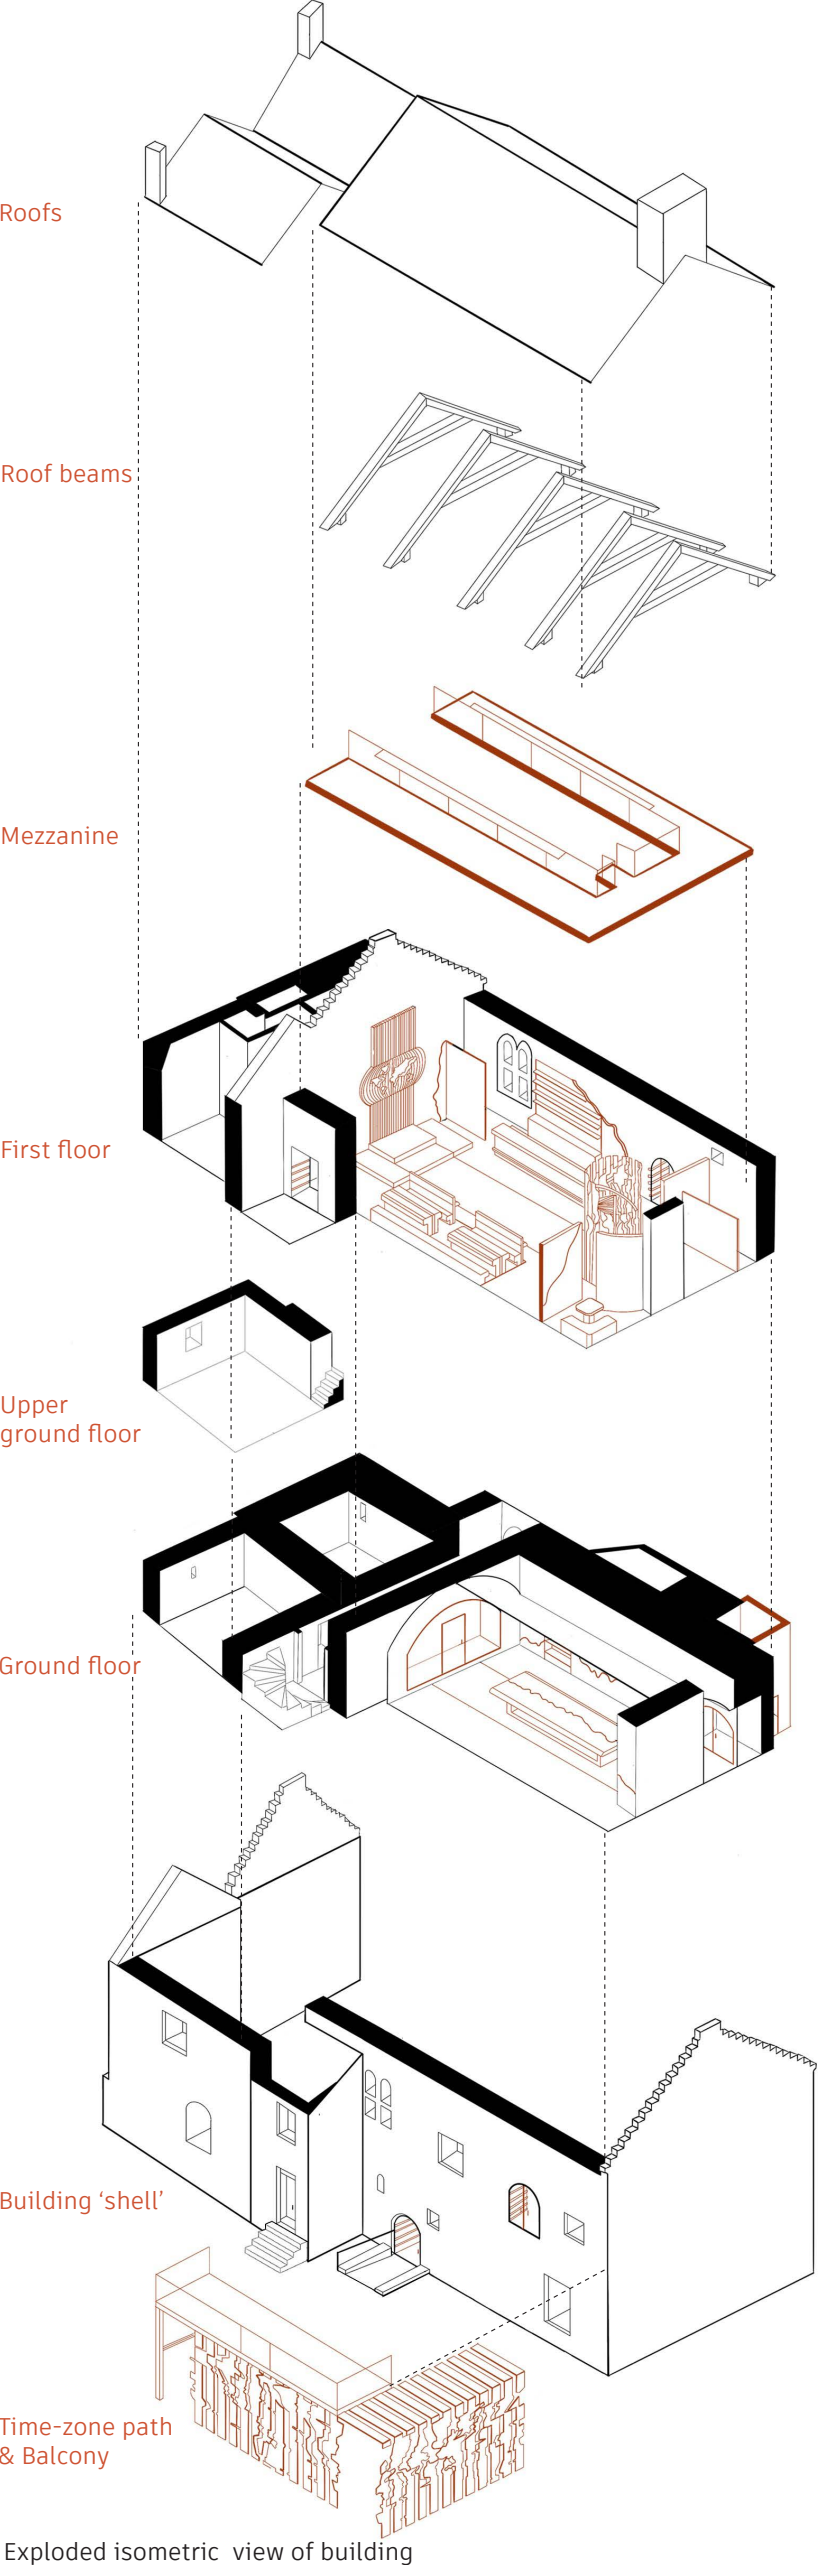 Roofs
Roof beams
Mezzanine
First floor
Upper
ground floor
Ground floor
Building ‘shell’
Time-zone path
& Balcony
Exploded isometric view of building